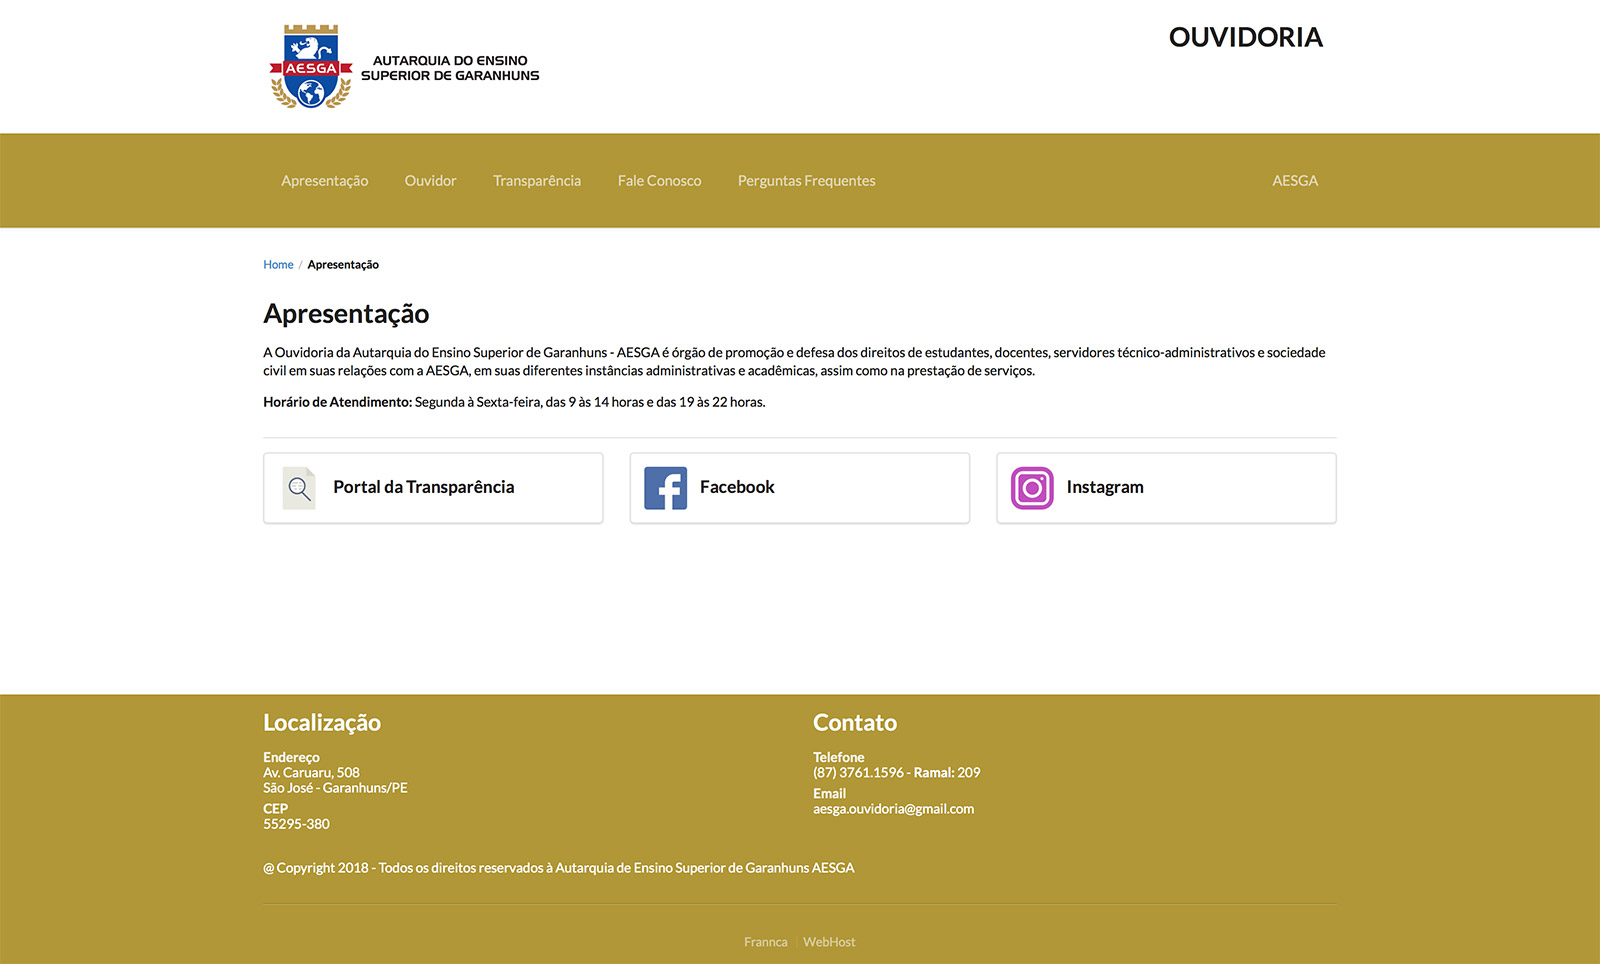 AESGA
AUTARQUIA DO ENSINO
SUPERIOR DE GARANHUNS
OUVIDORIA
Apresentação Ouvidor Transparência Fale Conosco Perguntas Frequentes AESGA
Home / Apresentação
Apresentação
A Ouvidoria da Autarquia do Ensino Superior de Garanhuns - AESGA é órgão de promoção e defesa dos direitos de estudantes, docentes, servidores técnico-administrativos e sociedade
civil em suas relações com a AESGA, em suas diferentes instâncias administrativas e acadêmicas, assim como na prestação de serviços.
Horário de Atendimento: Segunda à Sexta-feira, das 9 às 14 horas e das 19 às 22 horas.
Portal da Transparência
Facebook
Instagram
Localização
Endereço
Av. Caruaru, 508
São José - Garanhuns/PE
CEP
55295-380
Contato
Telefone
(87) 3761.1596 - Ramal: 209
Email
aesga.ouvidoria@gmail.com
@ Copyright 2018 - Todos os direitos reservados à Autarquia de Ensino Superior de Garanhuns AESGA
Frannca | WebHost